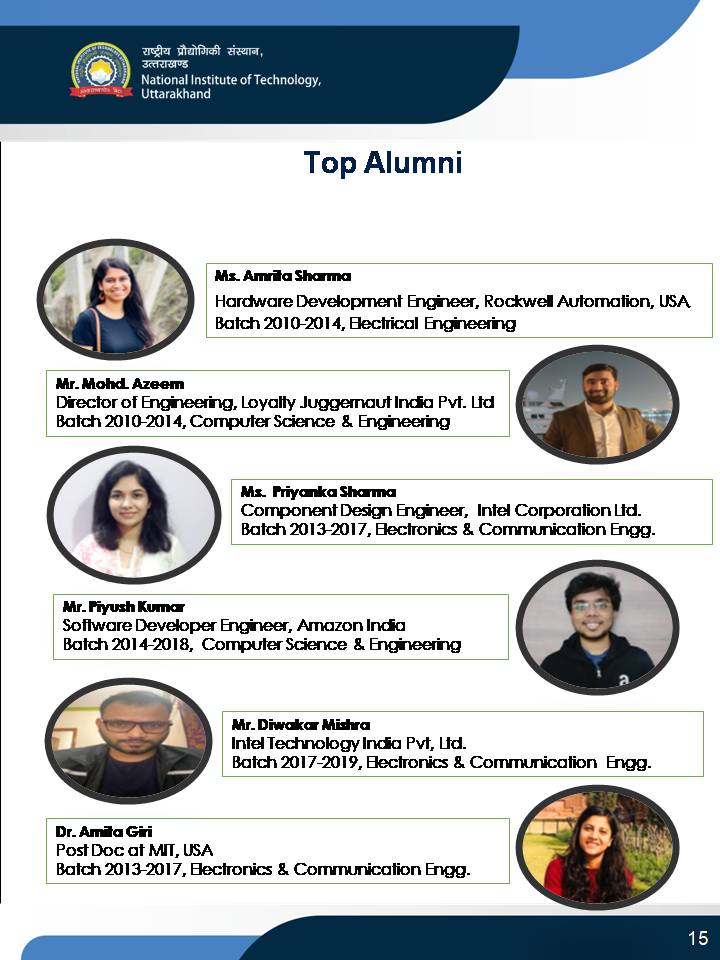 राष्ट्रीय प्रौद्योगिकी संस्थान,
उत्तराखण्ड
National Institute of Technology,
Uttarakhand
Top Alumni
Ms. Amrita Sharma
Hardware Development Engineer, Rockwell Automation, USA
Batch 2010-2014, Electrical Engineering
Mr. Mohd. Azeem
Director of Engineering, Loyalty Juggernaut India Pvt. Ltd
Batch 2010-2014, Computer Science & Engineering
Ms. Priyanka Sharma
Component Design Engineer, Intel Corporation Ltd.
Batch 2013-2017, Electronics & Communication Engg.
Mr. Piyush Kumar
Software Developer Engineer, Amazon India
Batch 2014-2018, Computer Science & Engineering
Mr. Diwakar Mishra
Intel Technology India Pvt, Ltd.
Batch 2017-2019, Electronics & Communication Engg.
Dr. Amita Giri
Post Doc at MIT, USA
Batch 2013-2017, Electronics & Communication Engg.
15